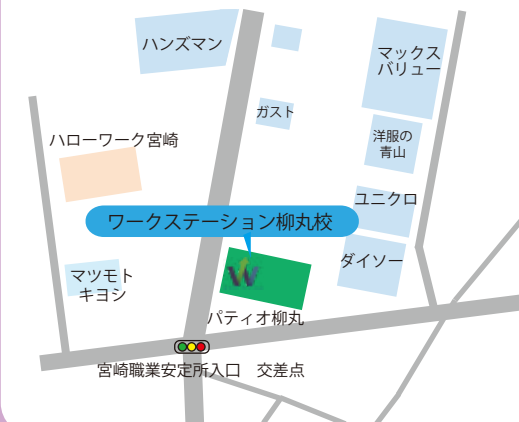 ハンズマン
マックス
バリュー
ガスト
洋服の
青山
ハローワーク宮崎
ユニクロ
ワークステーション柳丸校
ダイソー
マツモト
キヨシ
W
パティオ柳丸
宮崎職業安定所入口　交差点